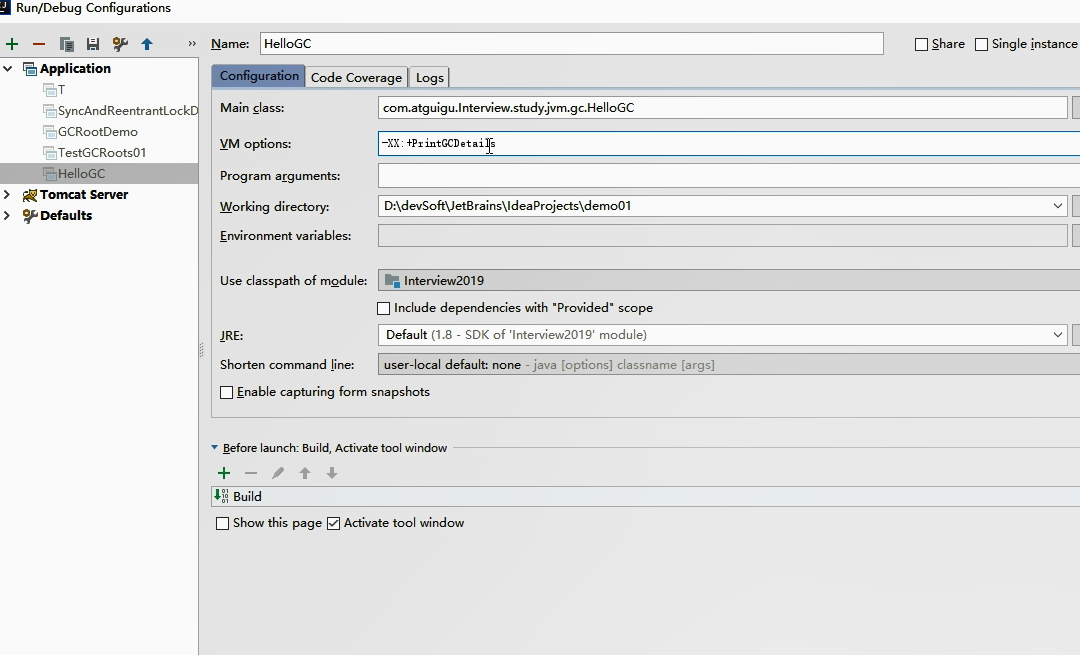 Run/Debug Configurations
Name: HelloGC
Share
Single instance
Application
T
SyncAndReentrantLockD
GCRootDemo
TestGCRoots01
HelloGC
Tomcat Server
Defaults
Configuration
Code Coverage
Logs
Main class: com.atguigu.Interview.study.jvm.gc.HelloGC
VM options: -XX:+PrintGCDetails
Program arguments:
Working directory: D:\devSoft\JetBrains\IdeaProjects\demo01
Environment variables:
Use classpath of module: Interview2019
Include dependencies with "Provided" scope
JRE: Default (1.8 - SDK of 'Interview2019' module)
Shorten command line: user-local default: none - java [options] classname [args]
Enable capturing form snapshots
Before launch: Build, Activate tool window
Build
Show this page
Activate tool window